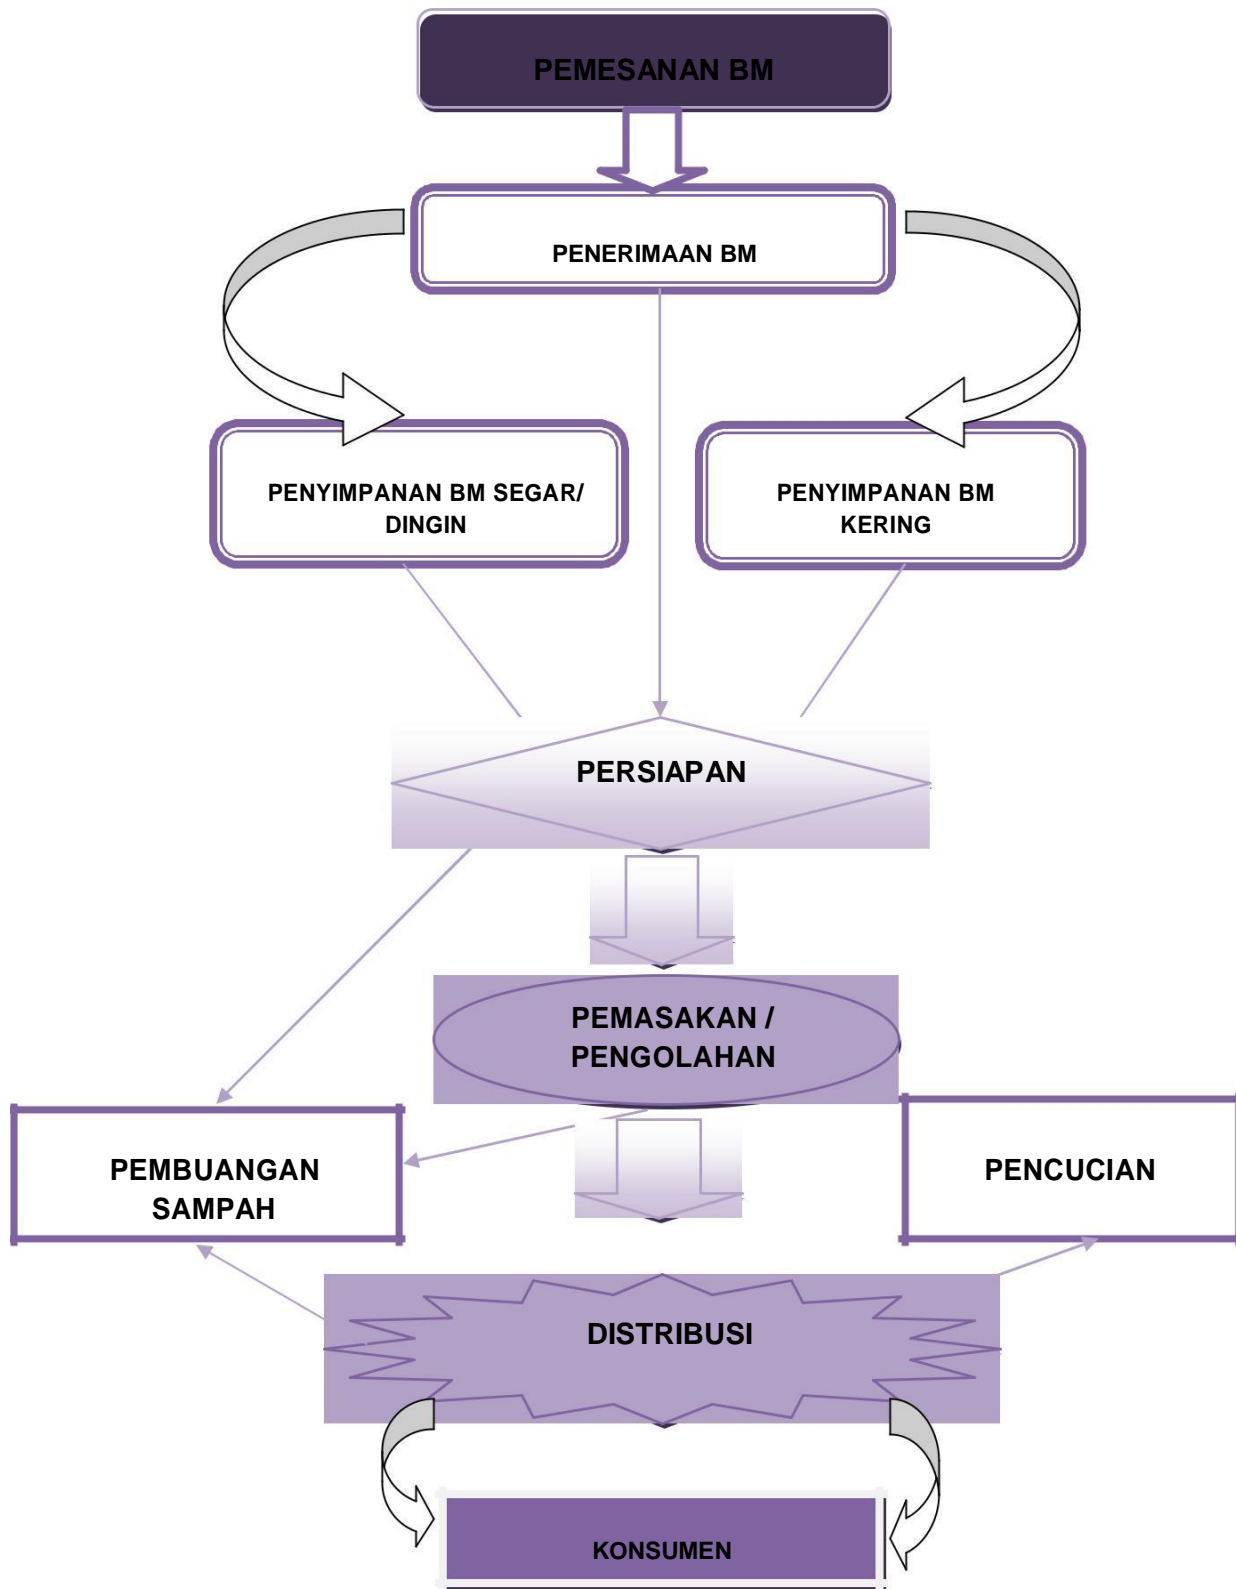 PEMESANAN BM
PENERIMAAN BM
PENYIMPANAN BM SEGAR/
DINGIN
PENYIMPANAN BM
KERING
PERSIAPAN
PEMASAKAN /
PENGOLAHAN
PEMBUANGAN
SAMPAH
PENCUCIAN
DISTRIBUSI
KONSUMEN